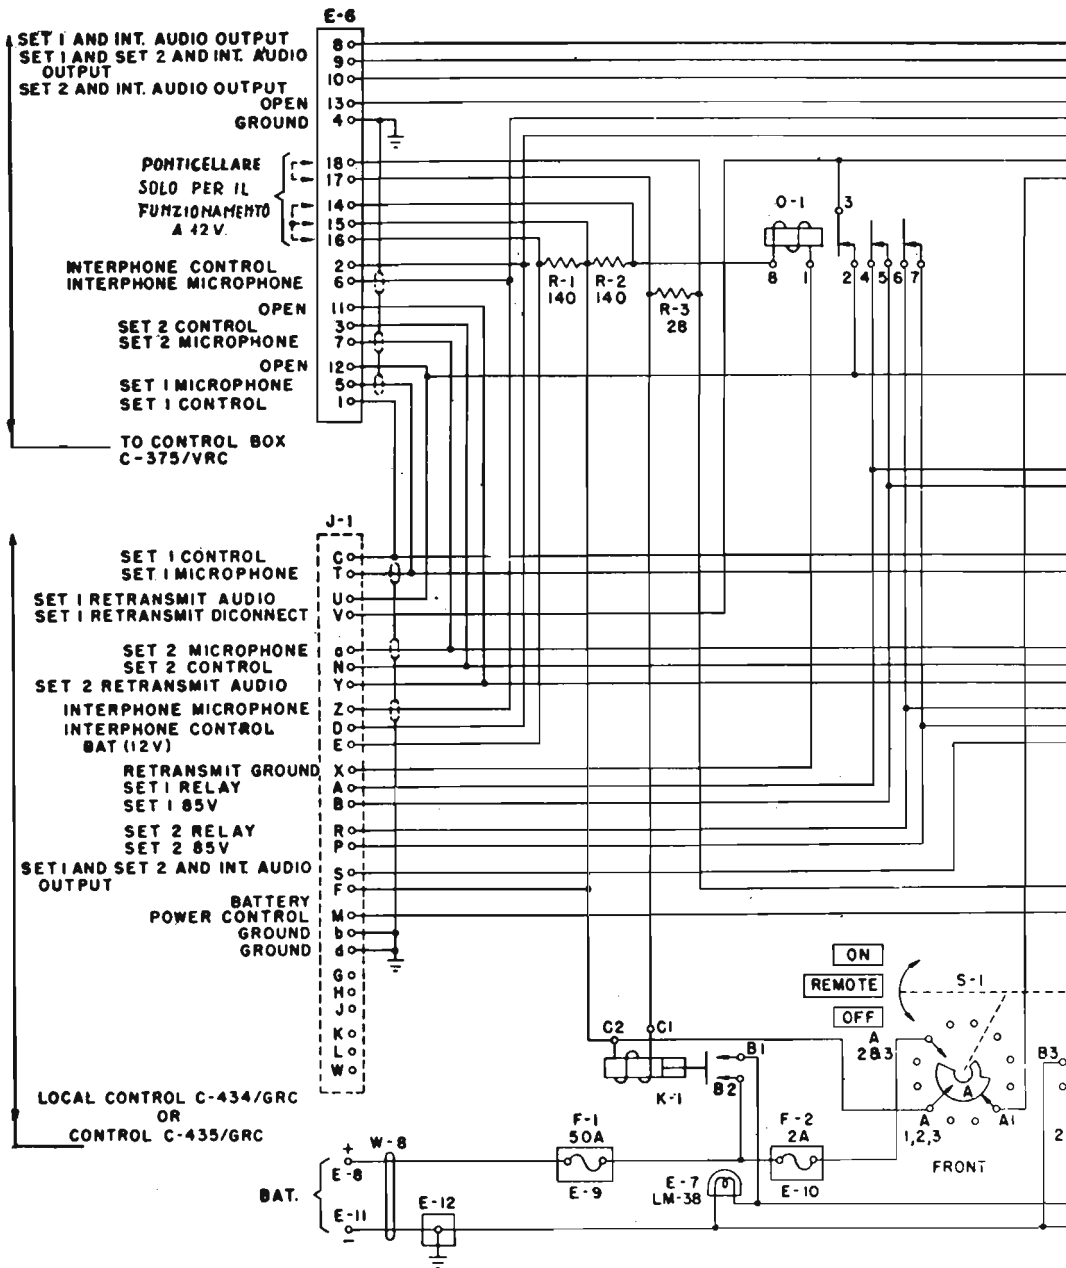 E-6
SET 1 AND INT. AUDIO OUTPUT 8
SET 1 AND SET 2 AND INT. AUDIO 9
OUTPUT
10
SET 2 AND INT. AUDIO OUTPUT
OPEN 13
GROUND 4
PONTICELLARE 18
17
SOLO PER IL
FUNZIONAMENTO 14
A 12 V. 15
16
INTERPHONE CONTROL 2
INTERPHONE MICROPHONE 6
OPEN 11
SET 2 CONTROL 3
SET 2 MICROPHONE 7
OPEN 12
SET 1 MICROPHONE 5
SET 1 CONTROL 1
TO CONTROL BOX
C-375/VRC
O-1
3
8 1 2 4 5 6 7
R-1
140
R-2
140
R-3
28
J-1
SET 1 CONTROL C
SET 1 MICROPHONE T
SET 1 RETRANSMIT AUDIO U
SET 1 RETRANSMIT DICONNECT V
SET 2 MICROPHONE a
SET 2 CONTROL N
SET 2 RETRANSMIT AUDIO Y
INTERPHONE MICROPHONE Z
INTERPHONE CONTROL D
BAT (12V) E
RETRANSMIT GROUND X
SET 1 RELAY A
SET 1 85V B
SET 2 RELAY R
SET 2 85V P
SET 1 AND SET 2 AND INT. AUDIO S
OUTPUT F
BATTERY
POWER CONTROL M
GROUND b
GROUND d
G
H
J
K
L
W
LOCAL CONTROL C-434/GRC
OR
CONTROL C-435/GRC
ON
REMOTE
OFF
S-1
A
2&3
A
A
1,2,3
A1
FRONT
B3
2
C2 C1
B1
B2
K-1
BAT.
+
E-8
E-11
-
W-8
E-12
F-1
50A
E-9
F-2
2A
E-10
E-7
LM-38